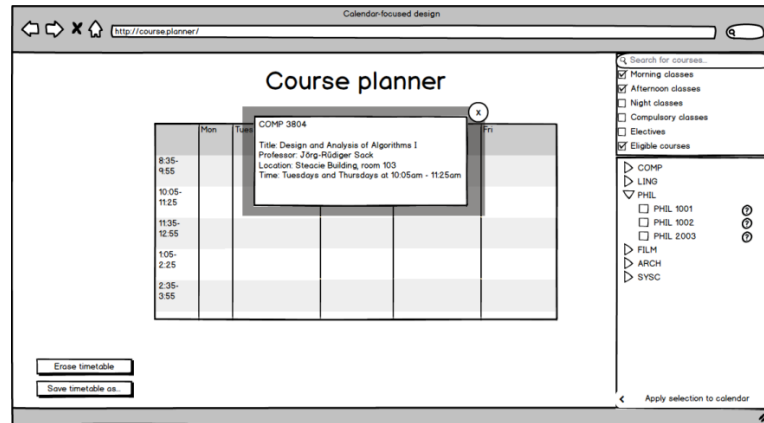 Calendar-focused design
http://course.planner/
Course planner
Search for courses...
Morning classes
Afternoon classes
Night classes
Compulsory classes
Electives
Eligible courses
x
COMP 3804
Title: Design and Analysis of Algorithms I
Professor: Jörg-Rüdiger Sack
Location: Steacie Building, room 103
Time: Tuesdays and Thursdays at 10:05am - 11:25am
Mon
Tues
Fri
8:35-
9:55
10:05-
11:25
11:35-
12:55
1:05-
2:25
2:35-
3:55
COMP
LING
PHIL
PHIL 1001 ?
PHIL 1002 ?
PHIL 2003 ?
FILM
ARCH
SYSC
Erase timetable
Save timetable as...
Apply selection to calendar